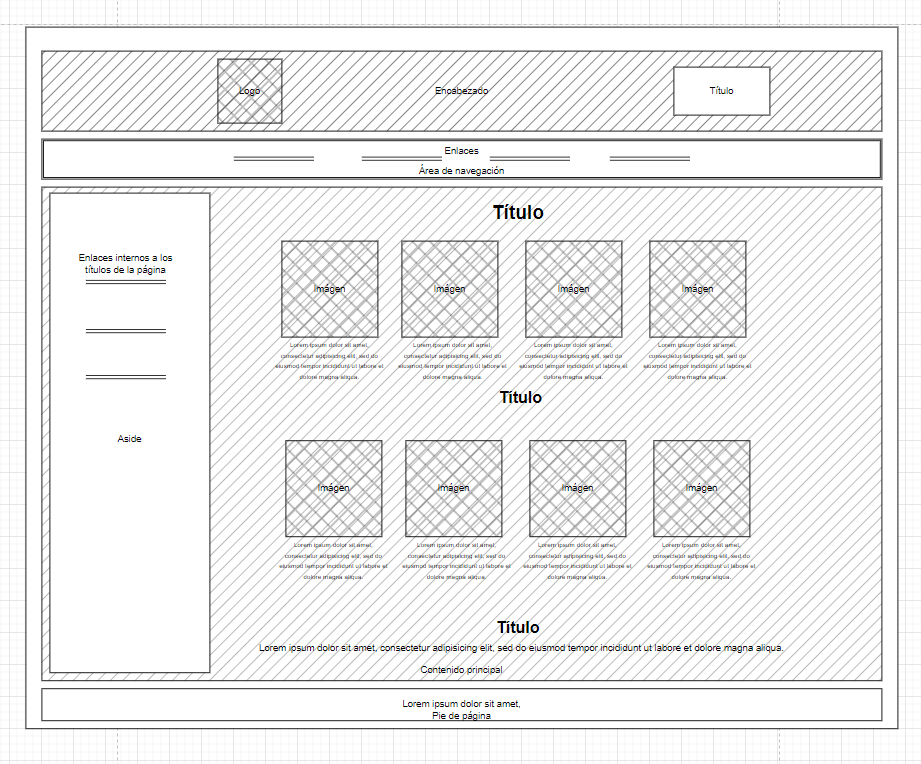 Logo
Encabezado
Título
Enlaces
Área de navegación
Enlaces internos a los
títulos de la página
Aside
Título
Imágen
Imágen
Imágen
Imágen
Lorem ipsum dolor sit amet,
consectetur adipisicing elit, sed do
eiusmod tempor incididunt ut labore et
dolore magna aliqua.
Lorem ipsum dolor sit amet,
consectetur adipisicing elit, sed do
eiusmod tempor incididunt ut labore et
dolore magna aliqua.
Lorem ipsum dolor sit amet,
consectetur adipisicing elit, sed do
eiusmod tempor incididunt ut labore et
dolore magna aliqua.
Lorem ipsum dolor sit amet,
consectetur adipisicing elit, sed do
eiusmod tempor incididunt ut labore et
dolore magna aliqua.
Título
Imágen
Imágen
Imágen
Imágen
Lorem ipsum dolor sit amet,
consectetur adipisicing elit, sed do
eiusmod tempor incididunt ut labore et
dolore magna aliqua.
Lorem ipsum dolor sit amet,
consectetur adipisicing elit, sed do
eiusmod tempor incididunt ut labore et
dolore magna aliqua.
Lorem ipsum dolor sit amet,
consectetur adipisicing elit, sed do
eiusmod tempor incididunt ut labore et
dolore magna aliqua.
Lorem ipsum dolor sit amet,
consectetur adipisicing elit, sed do
eiusmod tempor incididunt ut labore et
dolore magna aliqua.
Título
Lorem ipsum dolor sit amet, consectetur adipisicing elit, sed do eiusmod tempor incididunt ut labore et dolore magna aliqua.
Contenido principal
Lorem ipsum dolor sit amet,
Pie de página